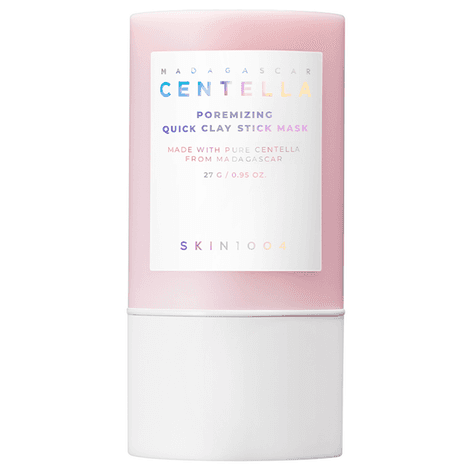 MADAGASCAR
CENTELLA
POREMIZING
QUICK CLAY STICK MASK
MADE WITH PURE CENTELLA
FROM MADAGASCAR
27 G / 0.95 OZ.
SKIN1004